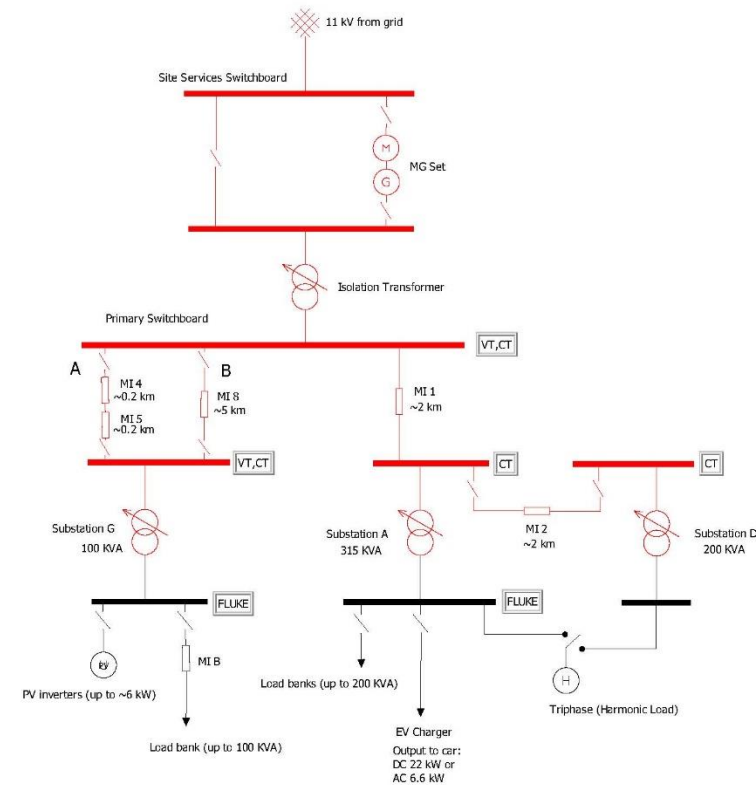 11 kV from grid
Site Services Switchboard
M
MG Set
G
Isolation Transformer
Primary Switchboard
VT,CT
A
B
MI 4
~0.2 km
MI 5
~0.2 km
MI 8
~5 km
MI 1
~2 km
VT,CT
CT
CT
Substation G
100 KVA
Substation A
315 KVA
MI 2
~2 km
Substation D
200 KVA
FLUKE
FLUKE
PV inverters (up to ~6 kW)
MI B
Load bank (up to 100 KVA)
Load banks (up to 200 KVA)
EV Charger
Output to car:
DC 22 kW or
AC 6.6 kW
H
Triphase (Harmonic Load)